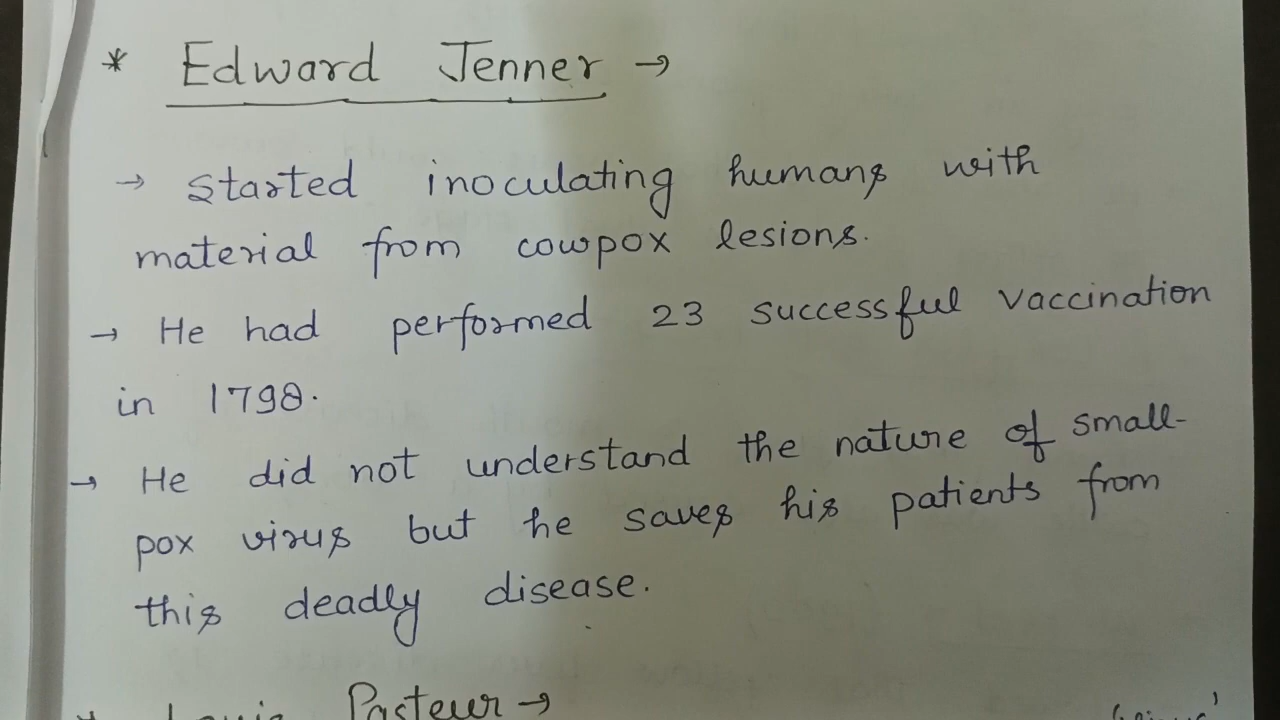 * Edward Jenner →
→ Started inoculating humans with
material from cowpox lesions.
→ He had performed 23 successful vaccination
in 1798.
→ He did not understand the nature of small-
pox virus but he saves his patients from
this deadly disease.
* Louis Pasteur →